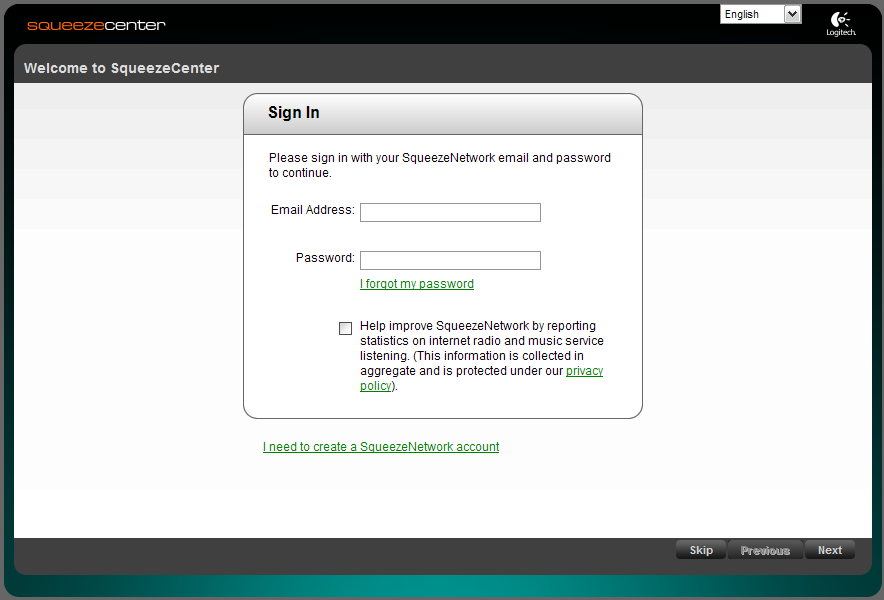 squeezecenter
English
Logitech.
Welcome to SqueezeCenter
Sign In
Please sign in with your SqueezeNetwork email and password
to continue.
Email Address:
Password:
I forgot my password
Help improve SqueezeNetwork by reporting
statistics on internet radio and music service
listening. (This information is collected in
aggregate and is protected under our privacy
policy).
I need to create a SqueezeNetwork account
Skip Previous Next